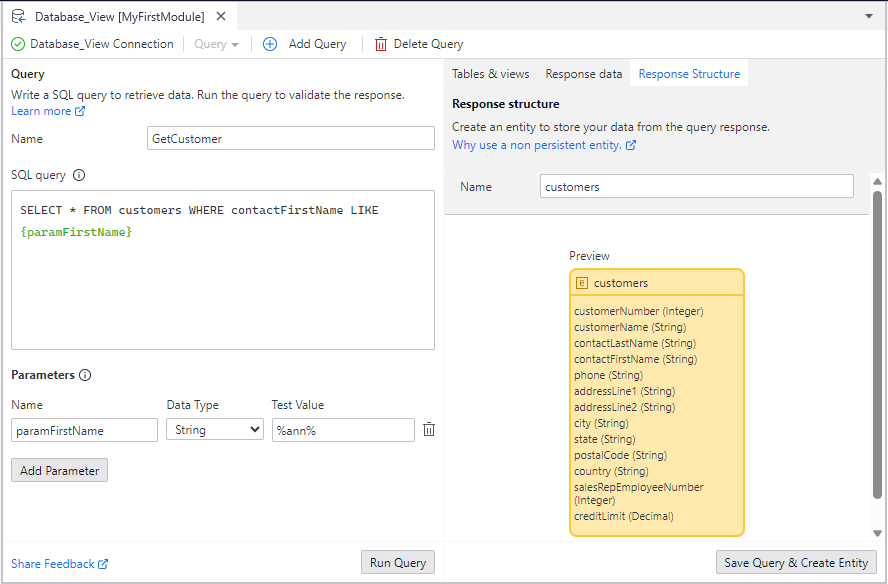 Database_View [MyFirstModule]
Database_View Connection
Query
Add Query
Delete Query
Query
Write a SQL query to retrieve data. Run the query to validate the response.
Learn more
Name
GetCustomer
SQL query
SELECT * FROM customers WHERE contactFirstName LIKE
{paramFirstName}
Parameters
Name
Data Type
Test Value
paramFirstName
String
%ann%
Add Parameter
Share Feedback
Run Query
Tables & views
Response data
Response Structure
Response structure
Create an entity to store your data from the query response.
Why use a non persistent entity.
Name
customers
Preview
customers
customerNumber (Integer)
customerName (String)
contactLastName (String)
contactFirstName (String)
phone (String)
addressLine1 (String)
addressLine2 (String)
city (String)
state (String)
postalCode (String)
country (String)
salesRepEmployeeNumber
(Integer)
creditLimit (Decimal)
Save Query & Create Entity